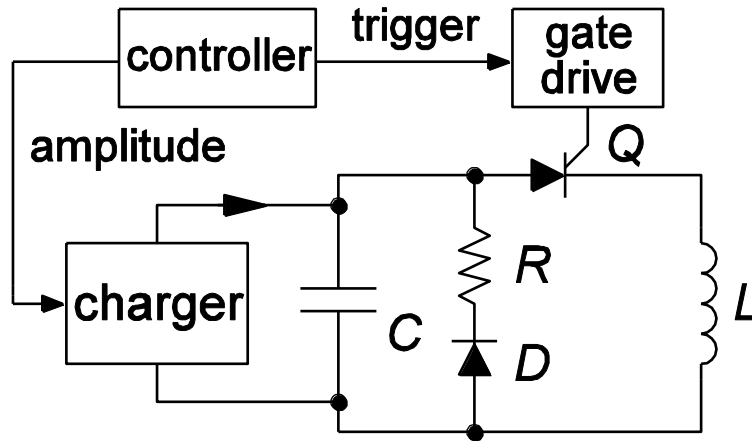 controller
trigger
gate
drive
amplitude
Q
charger
C
R
D
L